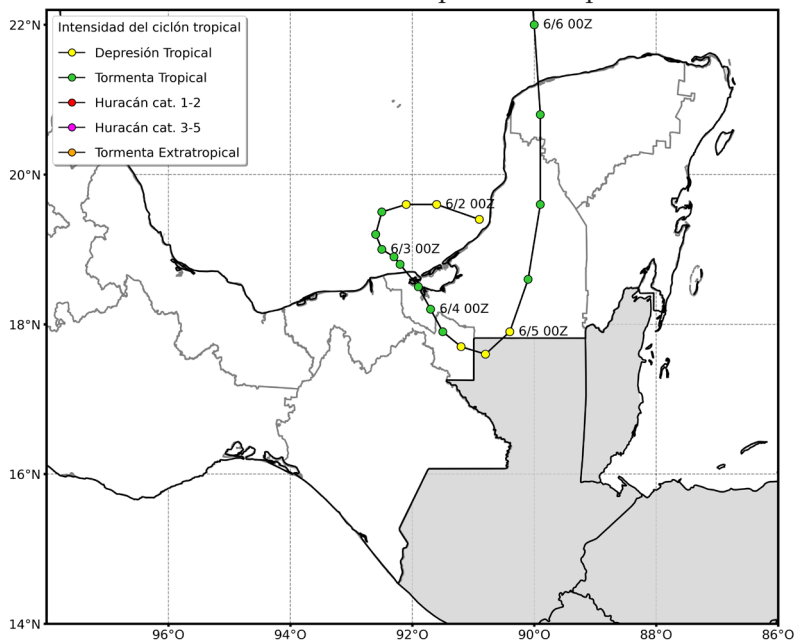 Intensidad del ciclón tropical
Depresión Tropical
Tormenta Tropical
Huracán cat. 1-2
Huracán cat. 3-5
Tormenta Extratropical
6/6 00Z
6/2 00Z
6/3 00Z
6/4 00Z
6/5 00Z
22°N
20°N
18°N
16°N
14°N
96°O
94°O
92°O
90°O
88°O
86°O